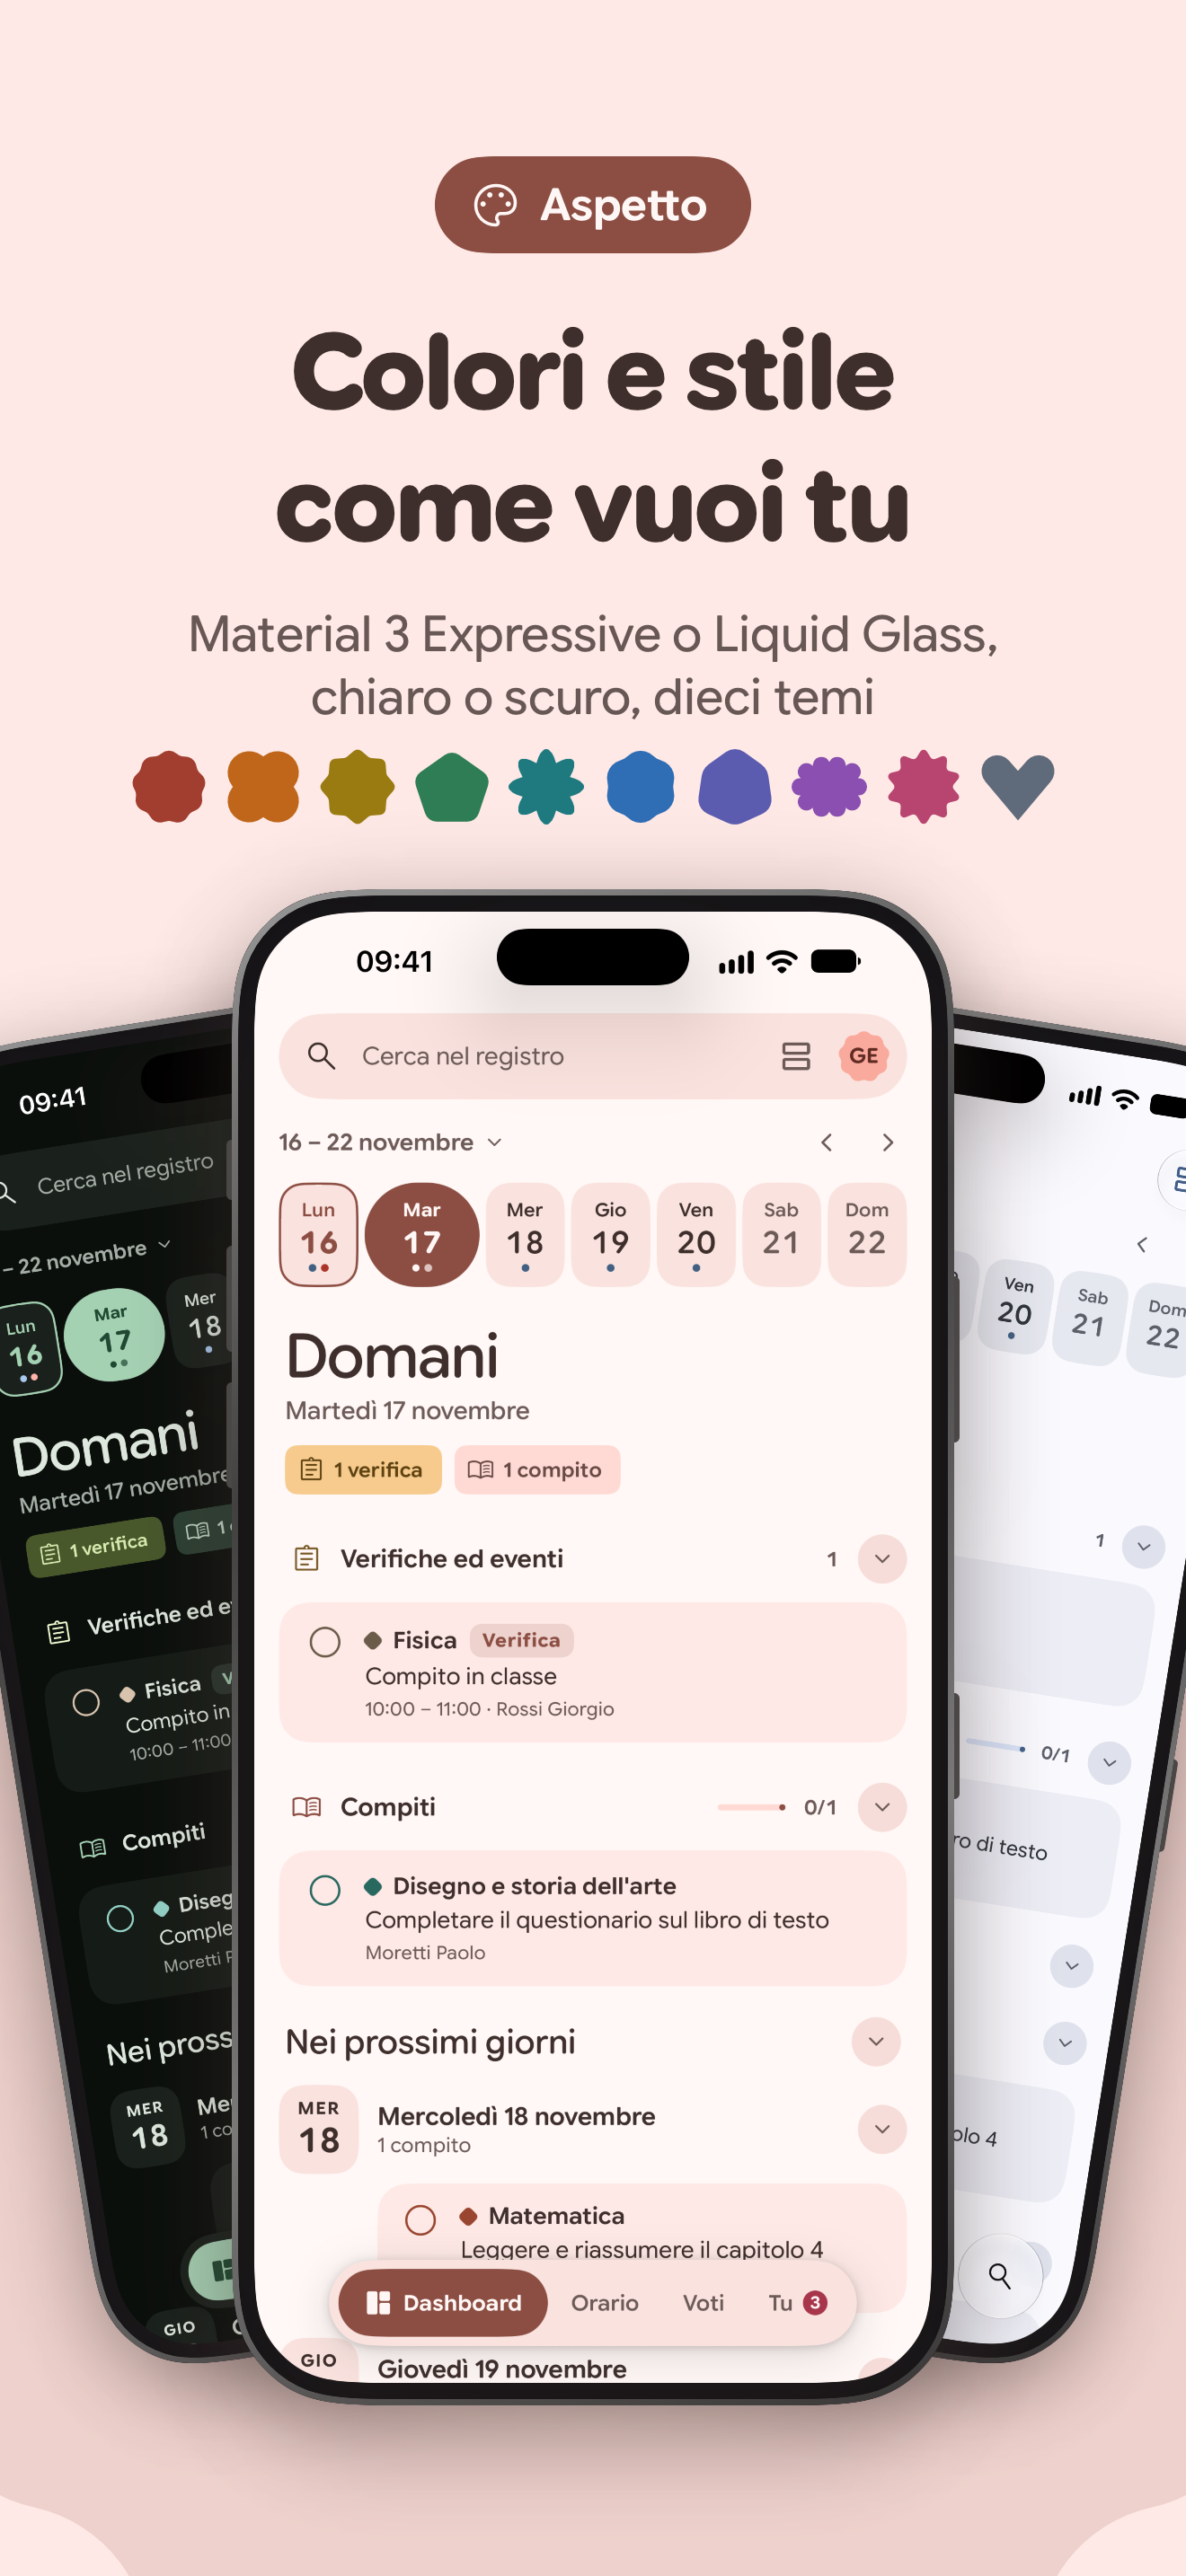 Aspetto
Colori e stile
come vuoi tu
Material 3 Expressive o Liquid Glass,
chiaro o scuro, dieci temi
09:41
Cerca nel registro
GE
16 – 22 novembre
Lun Mar Mer Gio Ven Sab Dom
16 17 18 19 20 21 22
Domani
Martedì 17 novembre
1 verifica 1 compito
Verifiche ed eventi 1
Fisica Verifica
Compito in classe
10:00 – 11:00 · Rossi Giorgio
Compiti 0/1
Disegno e storia dell'arte
Completare il questionario sul libro di testo
Moretti Paolo
Nei prossimi giorni
MER
18
Mercoledì 18 novembre
1 compito
Matematica
Leggere e riassumere il capitolo 4
Dashboard Orario Voti Tu 3
GIO
Giovedì 19 novembre
09:41
Cerca nel registro
– 22 novembre
Lun Mar Mer
16 17 18
Domani
Martedì 17 novembre
1 verifica 1
Verifiche ed
Fisica
Compito in
10:00 – 11:00
Compiti
Moretti
Nei
MER
18
1
GIO
Ven Sab Dom
20 21 22
1
0/1
di testo
4